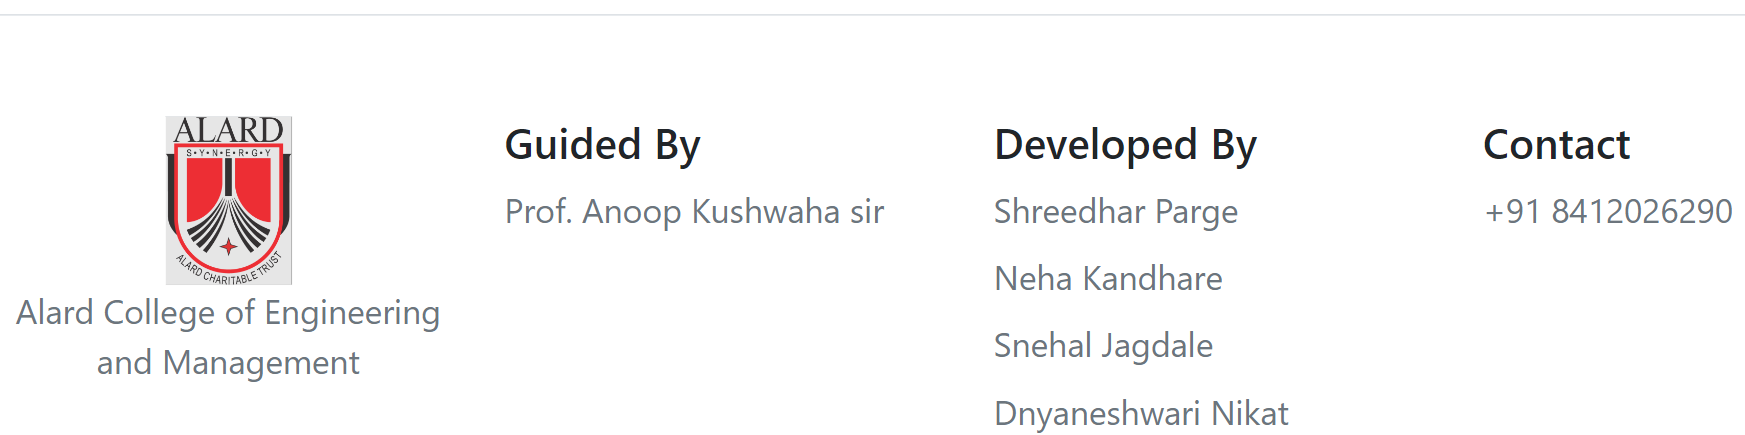 ALARD
S•Y•N•E•R•G•Y
ALARD CHARITABLE TRUST
Alard College of Engineering
and Management
Guided By
Prof. Anoop Kushwaha sir
Developed By
Shreedhar Parge
Neha Kandhare
Snehal Jagdale
Dnyaneshwari Nikat
Contact
+91 8412026290